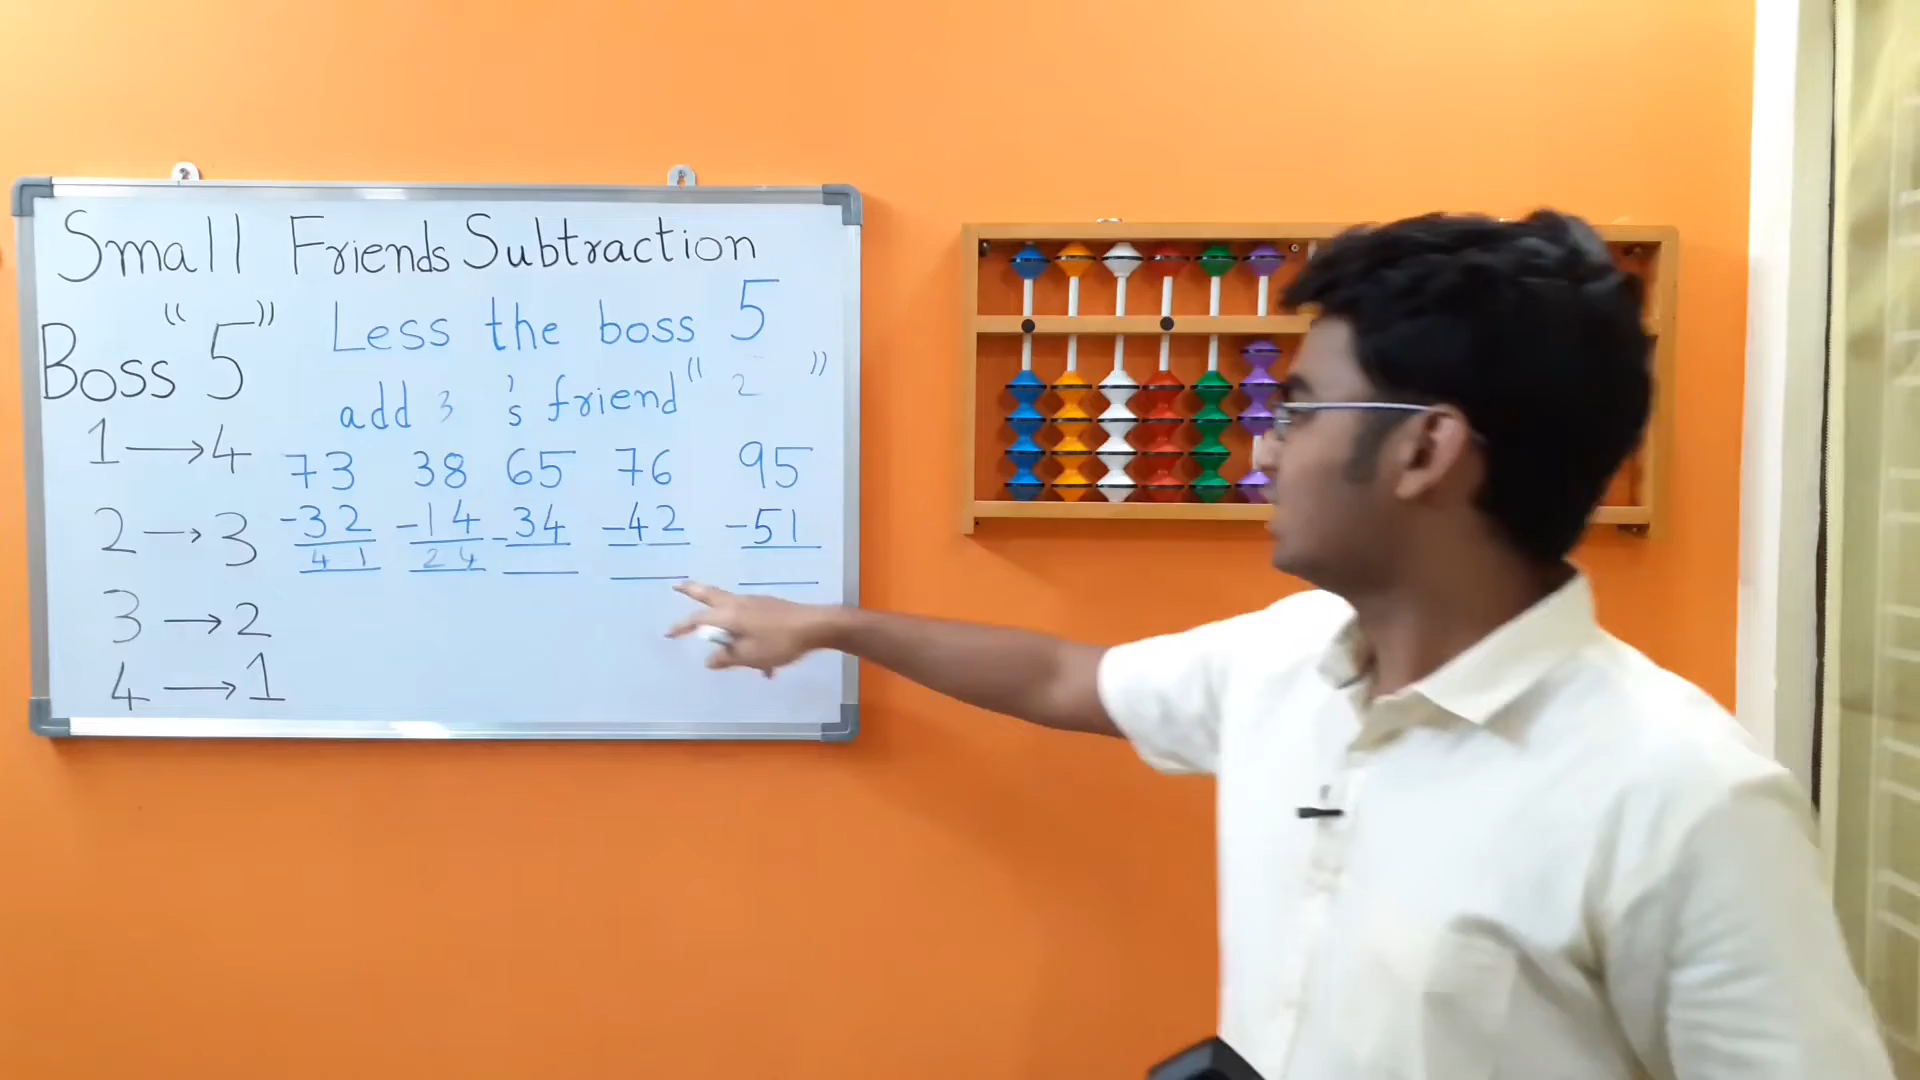 Small Friends Subtraction
Boss "5"
Less the boss 5
add 3 's friend "2"
1→4
2→3
3→2
4→1
73 38 65 76 95
-32 -14 -34 -42 -51
41 24